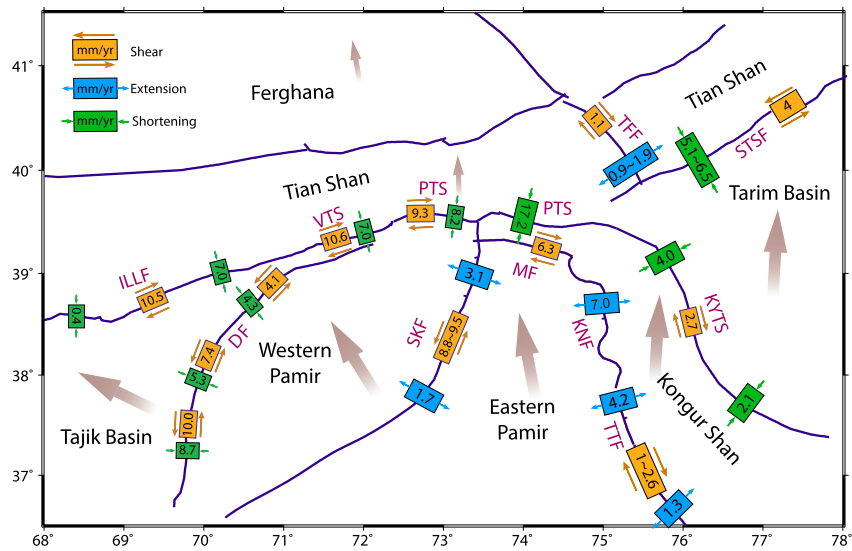 mm/yr Shear
mm/yr Extension
mm/yr Shortening
41°
40°
39°
38°
37°
68°
69°
70°
71°
72°
73°
74°
75°
76°
77°
78°
Ferghana
Tian Shan
Tian Shan
Tarim Basin
Western
Pamir
Eastern
Pamir
Tajik Basin
Kongur Shan
TFF
STSF
PTS
PTS
VTS
ILLF
DF
SKF
MF
KNF
TTF
KYTS
1.1
0.9~1.9
5.1~6.5
4
9.3
8.2
17.2
10.6
7.0
6.3
7.0
10.5
0.4
4.1
4.3
3.1
4.0
7.0
2.7
8.8~9.5
7.4
5.3
1.7
4.2
2.1
10.0
8.7
1~2.6
1.3